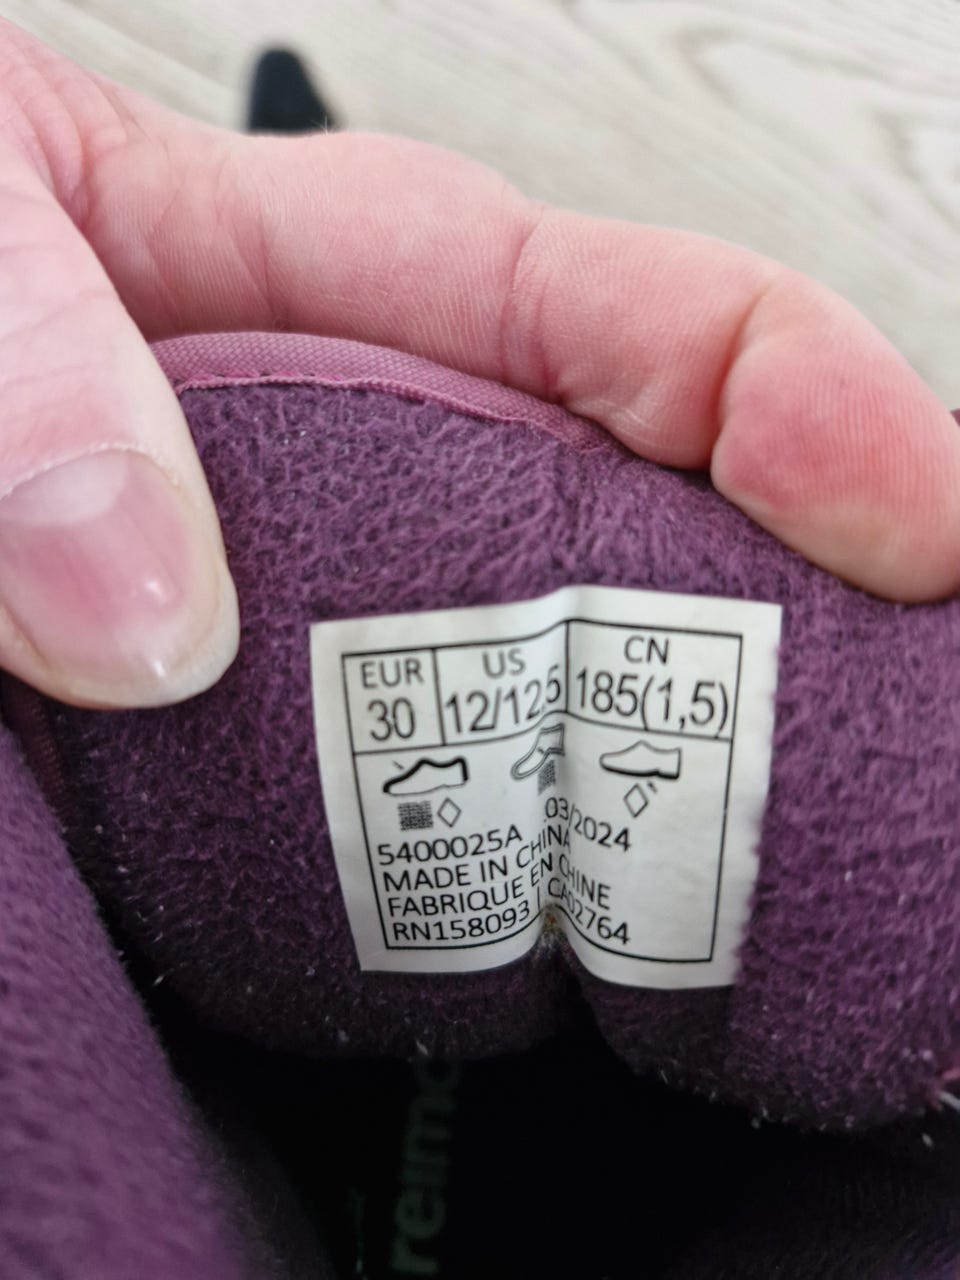 EUR US CN
30 12/12,5 185(1,5)
5400025A 03/2024
MADE IN CHINA
FABRIQUE EN CHINE
RN158093 | CA02764